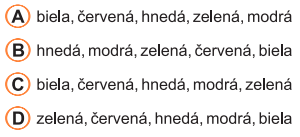 A biela, červená, hnedá, zelená, modrá
B hnedá, modrá, zelená, červená, biela
C biela, červená, hnedá, modrá, zelená
D zelená, červená, hnedá, modrá, biela